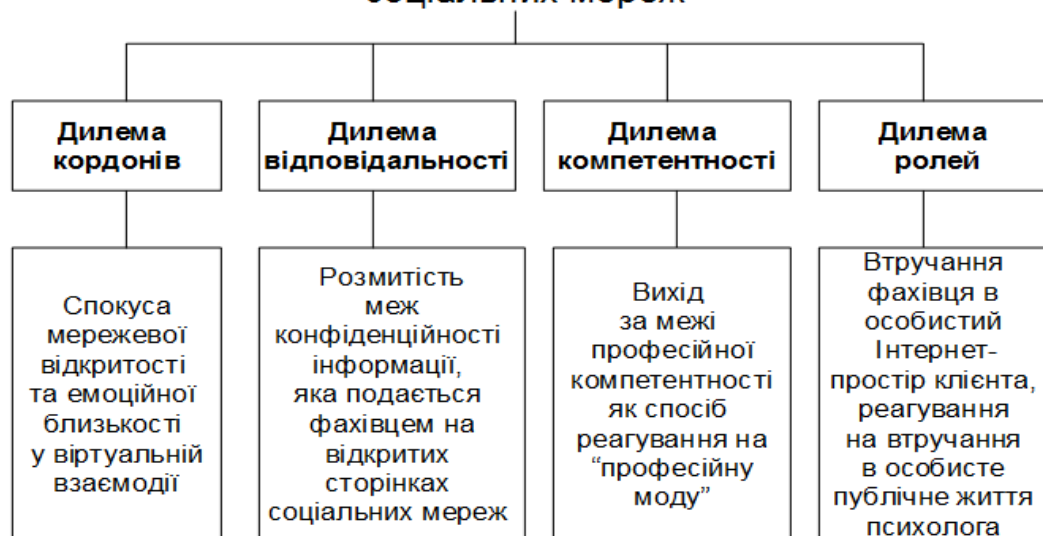 соціальних мереж
Дилема
кордонів
Дилема
відповідальності
Дилема
компетентності
Дилема
ролей
Спокуса
мережевої
відкритості
та емоційної
близькості
у віртуальній
взаємодії
Розмитість
меж
конфіденційності
інформації,
яка подається
фахівцем на
відкритих
сторінках
соціальних мереж
Вихід
за межі
професійної
компетентності
як спосіб
реагування на
“професійну
моду”
Втручання
фахівця в
особистий
Інтернет-
простір клієнта,
реагування
на втручання
в особисте
публічне життя
психолога